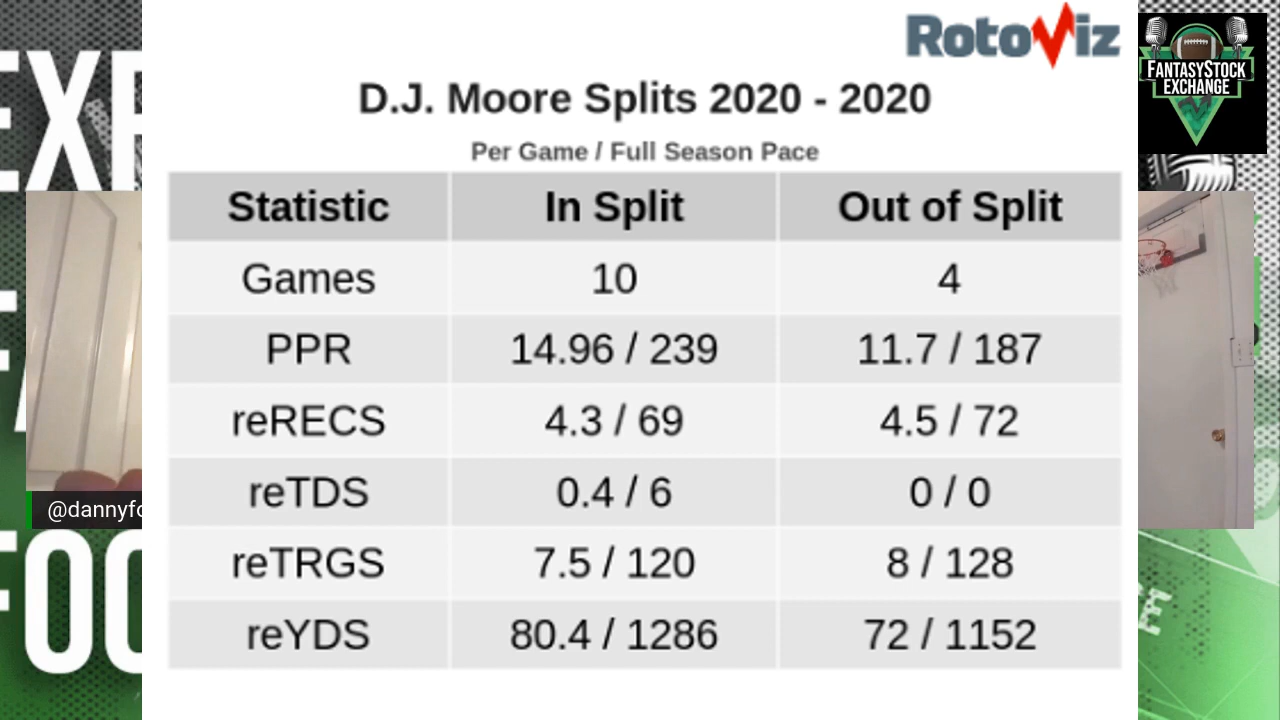 RotoViz
FANTASYSTOCK
EXCHANGE
D.J. Moore Splits 2020 - 2020
Per Game / Full Season Pace
Statistic In Split Out of Split
Games 10 4
PPR 14.96 / 239 11.7 / 187
reRECS 4.3 / 69 4.5 / 72
reTDS 0.4 / 6 0 / 0
reTRGS 7.5 / 120 8 / 128
reYDS 80.4 / 1286 72 / 1152
@dannyfo